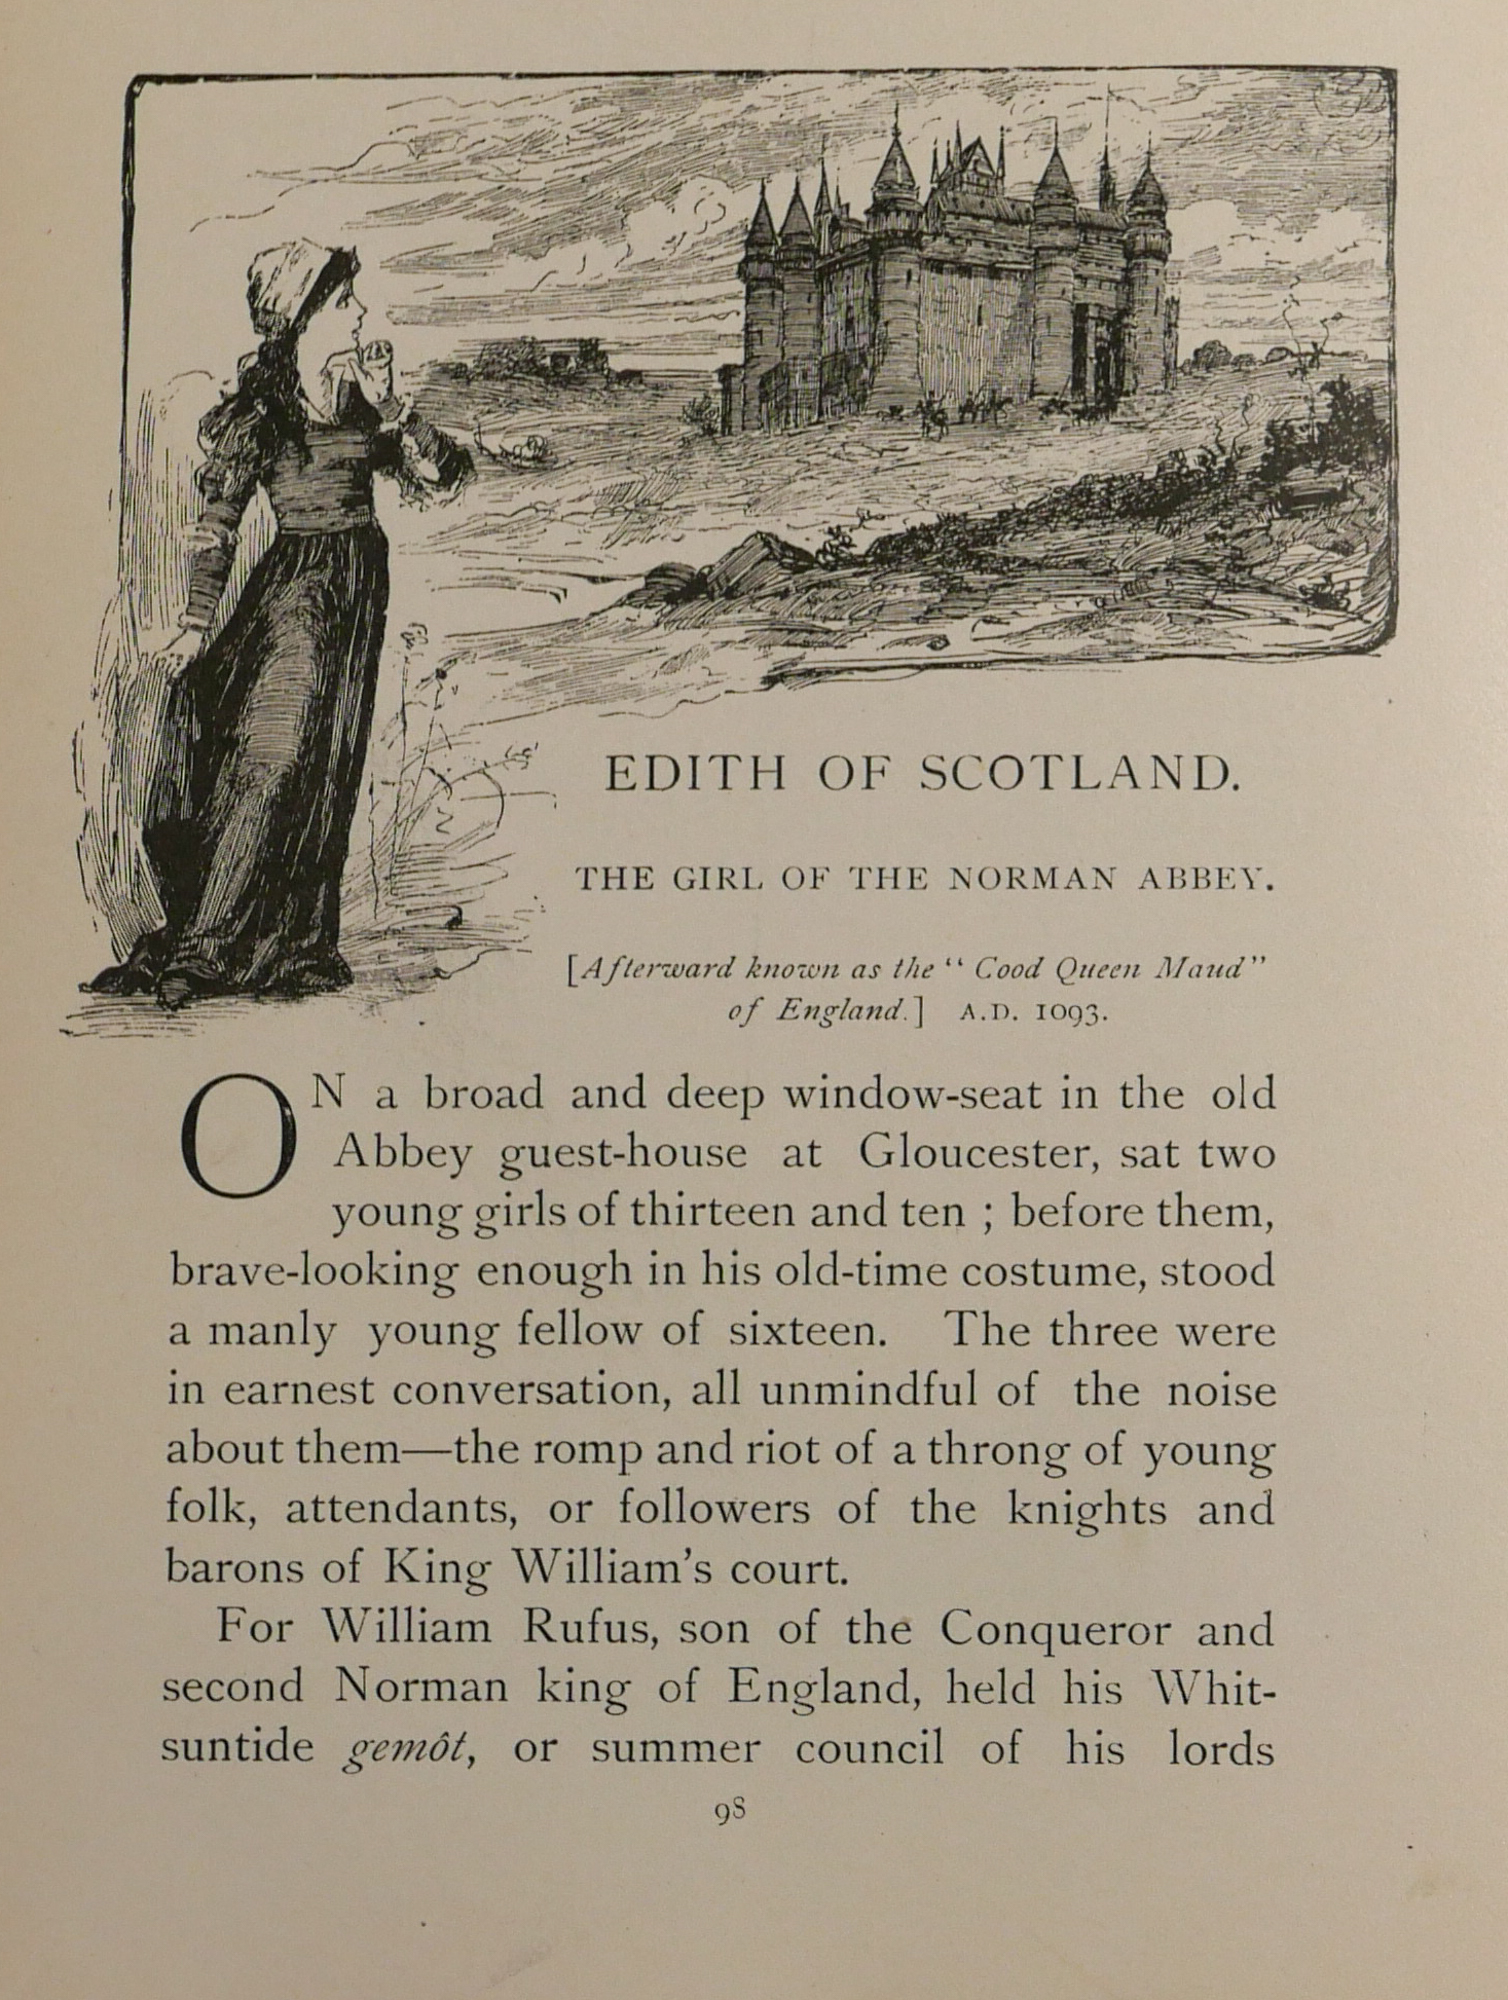 EDITH OF SCOTLAND.
THE GIRL OF THE NORMAN ABBEY.
[Afterward known as the “ Cood Queen Maud”
of England.] A.D. 1093.
ON a broad and deep window-seat in the old
Abbey guest-house at Gloucester, sat two
young girls of thirteen and ten ; before them,
brave-looking enough in his old-time costume, stood
a manly young fellow of sixteen. The three were
in earnest conversation, all unmindful of the noise
about them—the romp and riot of a throng of young
folk, attendants, or followers of the knights and
barons of King William’s court.
For William Rufus, son of the Conqueror and
second Norman king of England, held his Whit-
suntide gemôt, or summer council of his lords
98